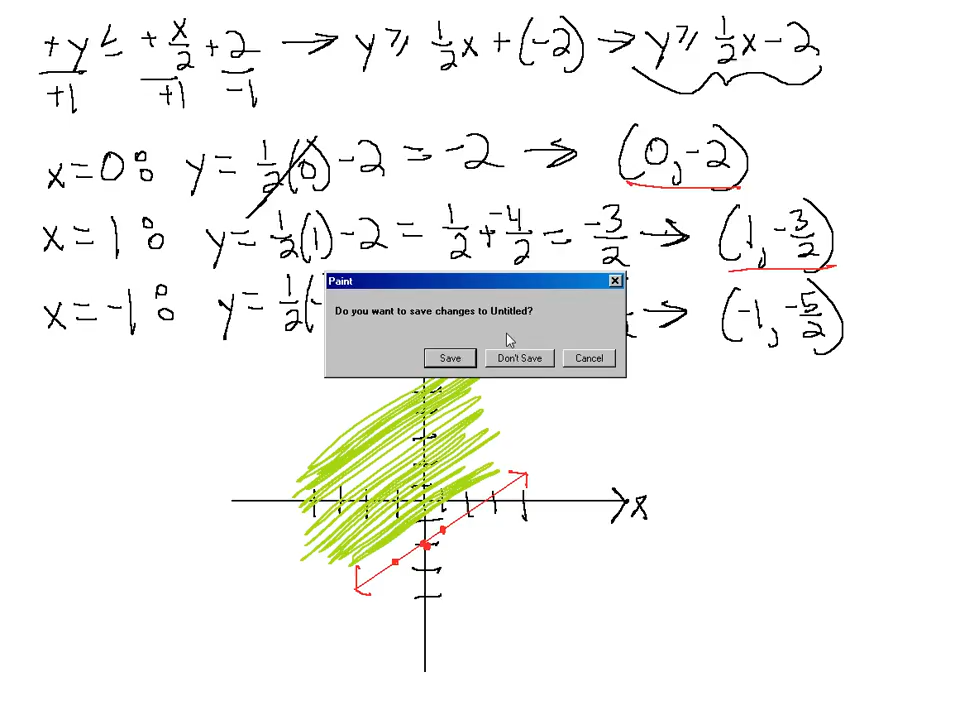 +y ≤ +x/2 + 2 → y ≥ 1/2x + (-2) → y ≥ 1/2x - 2
+1 +1 -1
x = 0: y = 1/2(0) - 2 = -2 → (0, -2)
x = 1: y = 1/2(1) - 2 = 1/2 + -4/2 = -3/2 → (1, -3/2)
Paint
x = -1: y = 1/2(- → (-1, -5/2)
Do you want to save changes to Untitled?
Save Don't Save Cancel
x